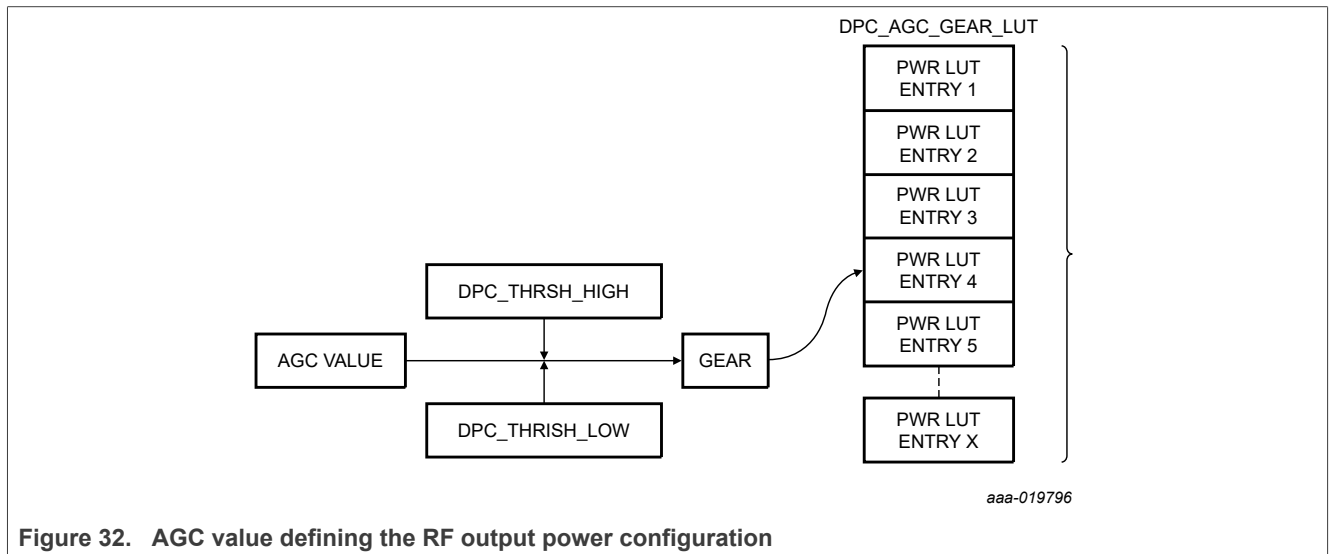 DPC_AGC_GEAR_LUT
PWR LUT
ENTRY 1
PWR LUT
ENTRY 2
PWR LUT
ENTRY 3
PWR LUT
ENTRY 4
PWR LUT
ENTRY 5
PWR LUT
ENTRY X
DPC_THRSH_HIGH
AGC VALUE
GEAR
DPC_THRISH_LOW
aaa-019796
Figure 32. AGC value defining the RF output power configuration